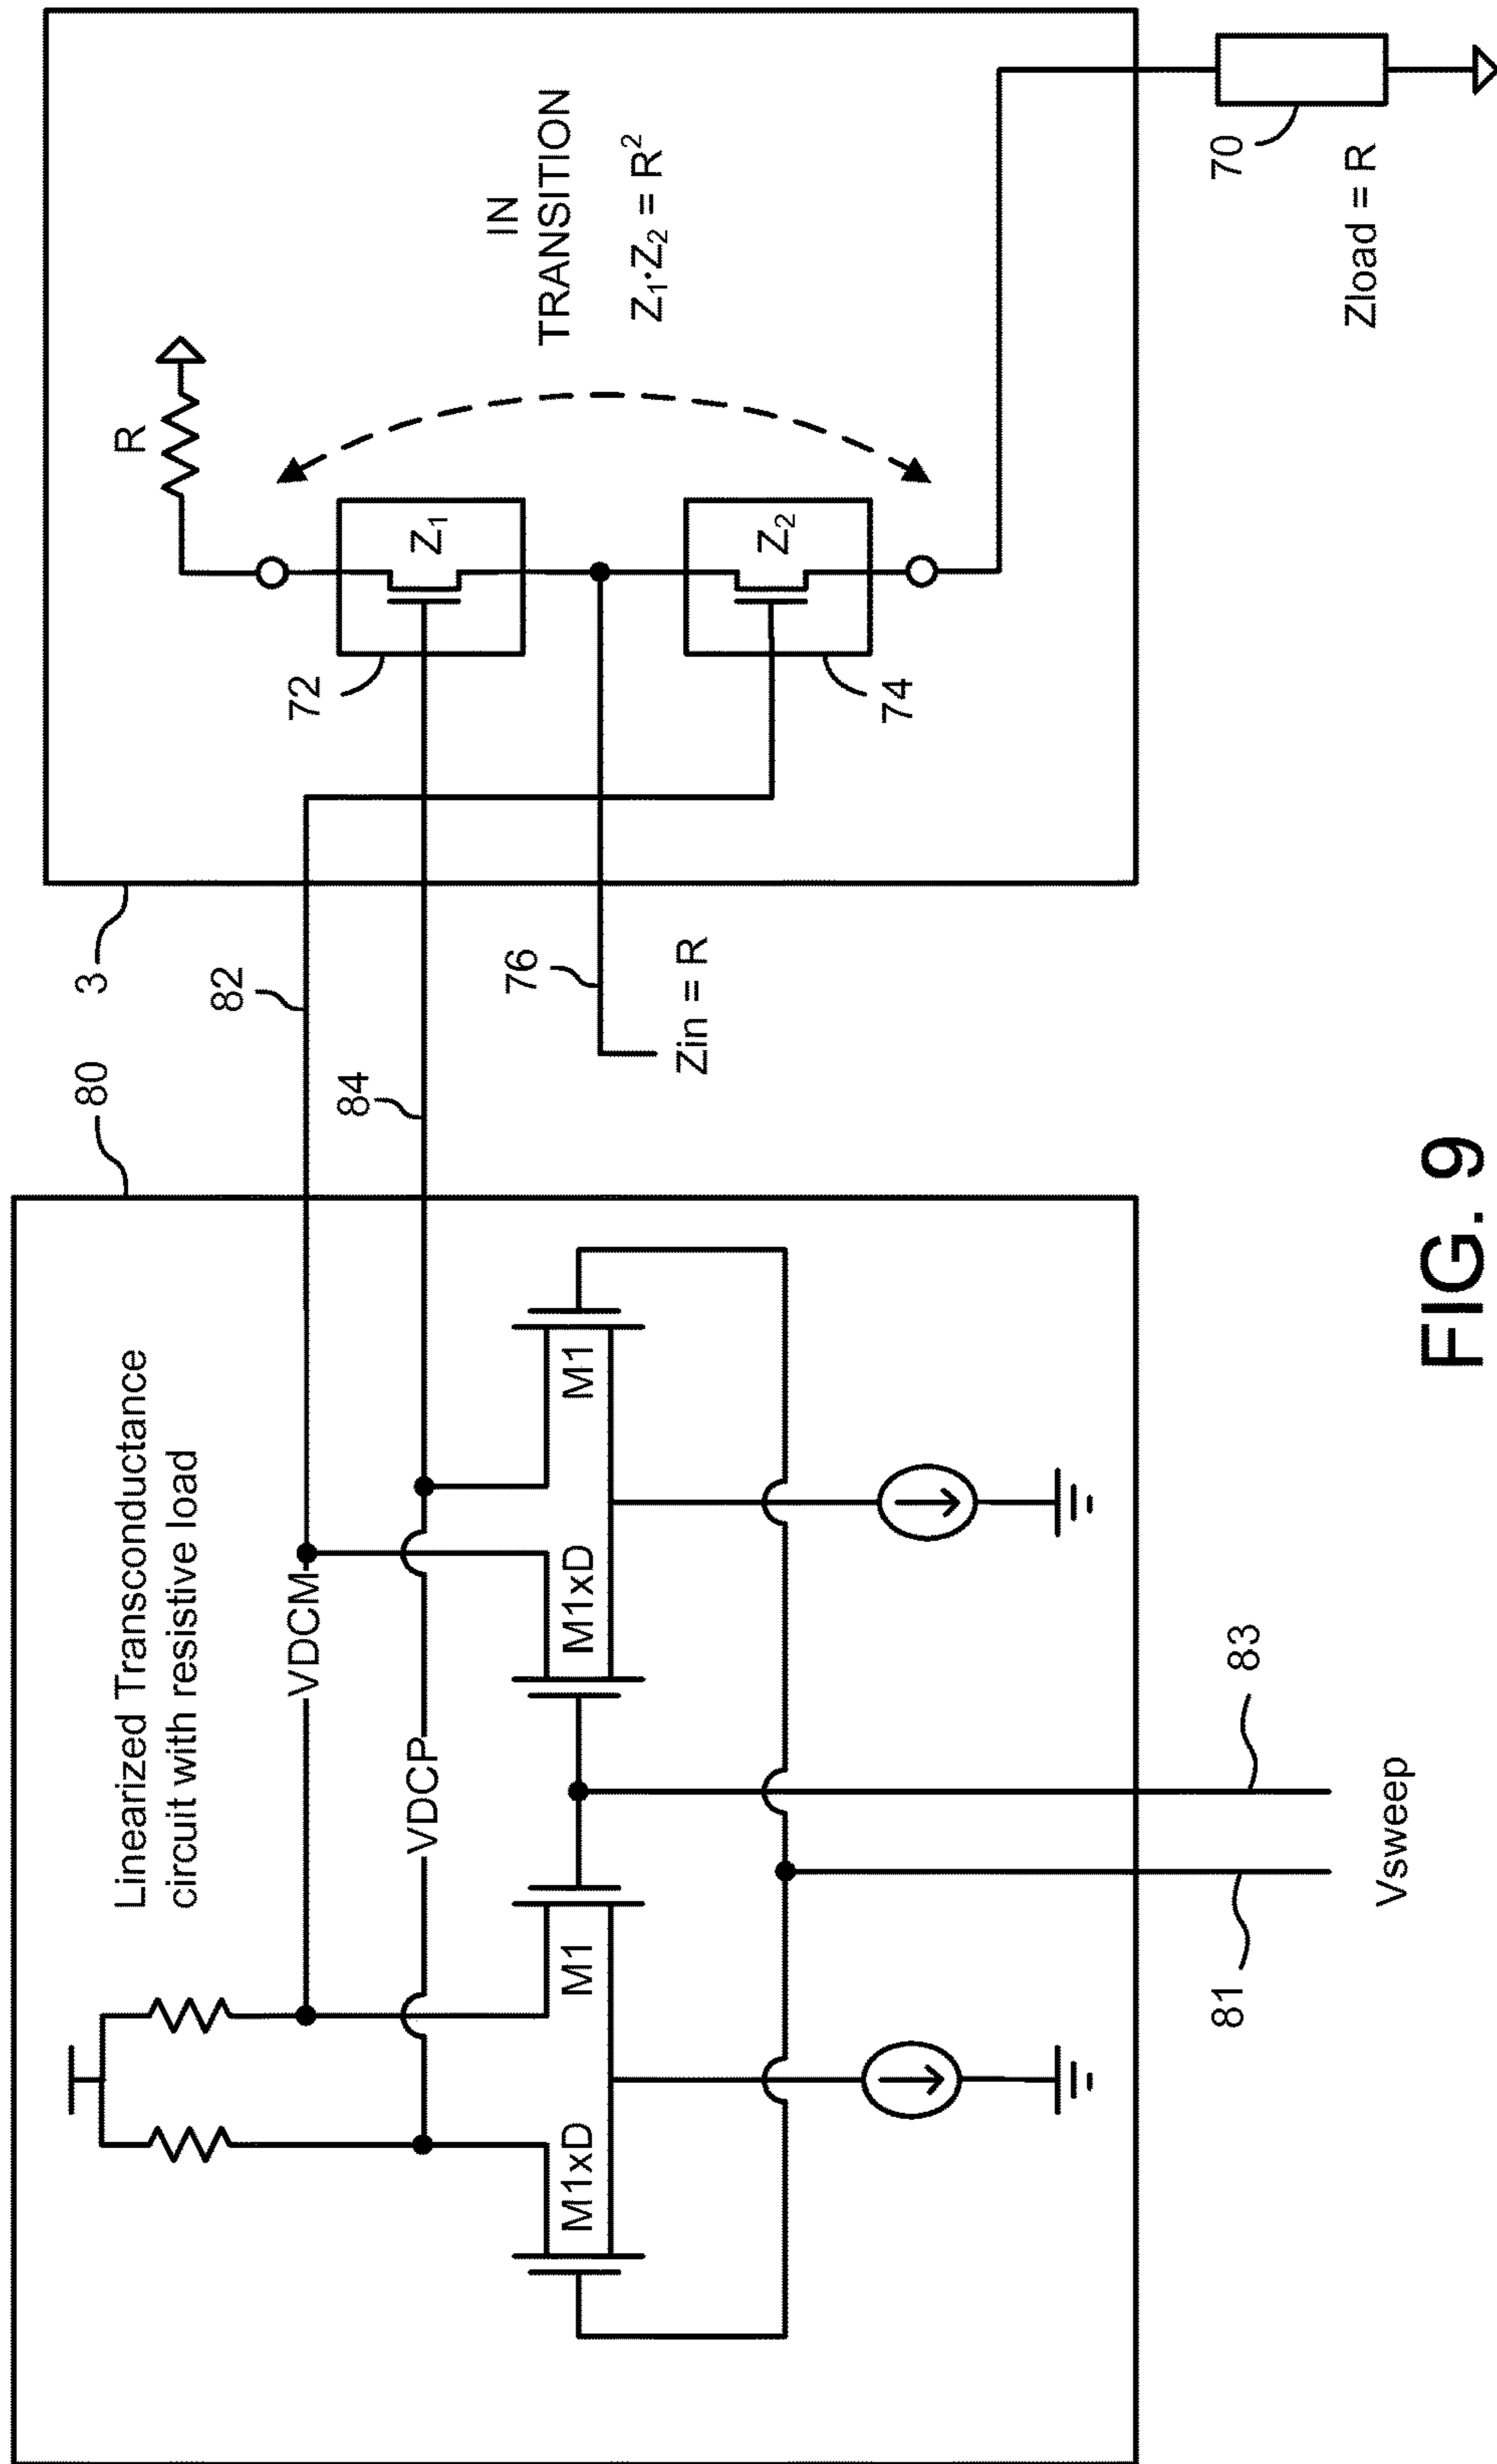 80
Linearized Transconductance
circuit with resistive load
VDCM
VDCP
M1xD
M1
M1xD
M1
81
83
Vsweep
82
84
76
Zin = R
3
R
72
Z₁
74
Z₂
IN
TRANSITION
Z₁·Z₂ = R²
70
Zload = R
FIG. 9